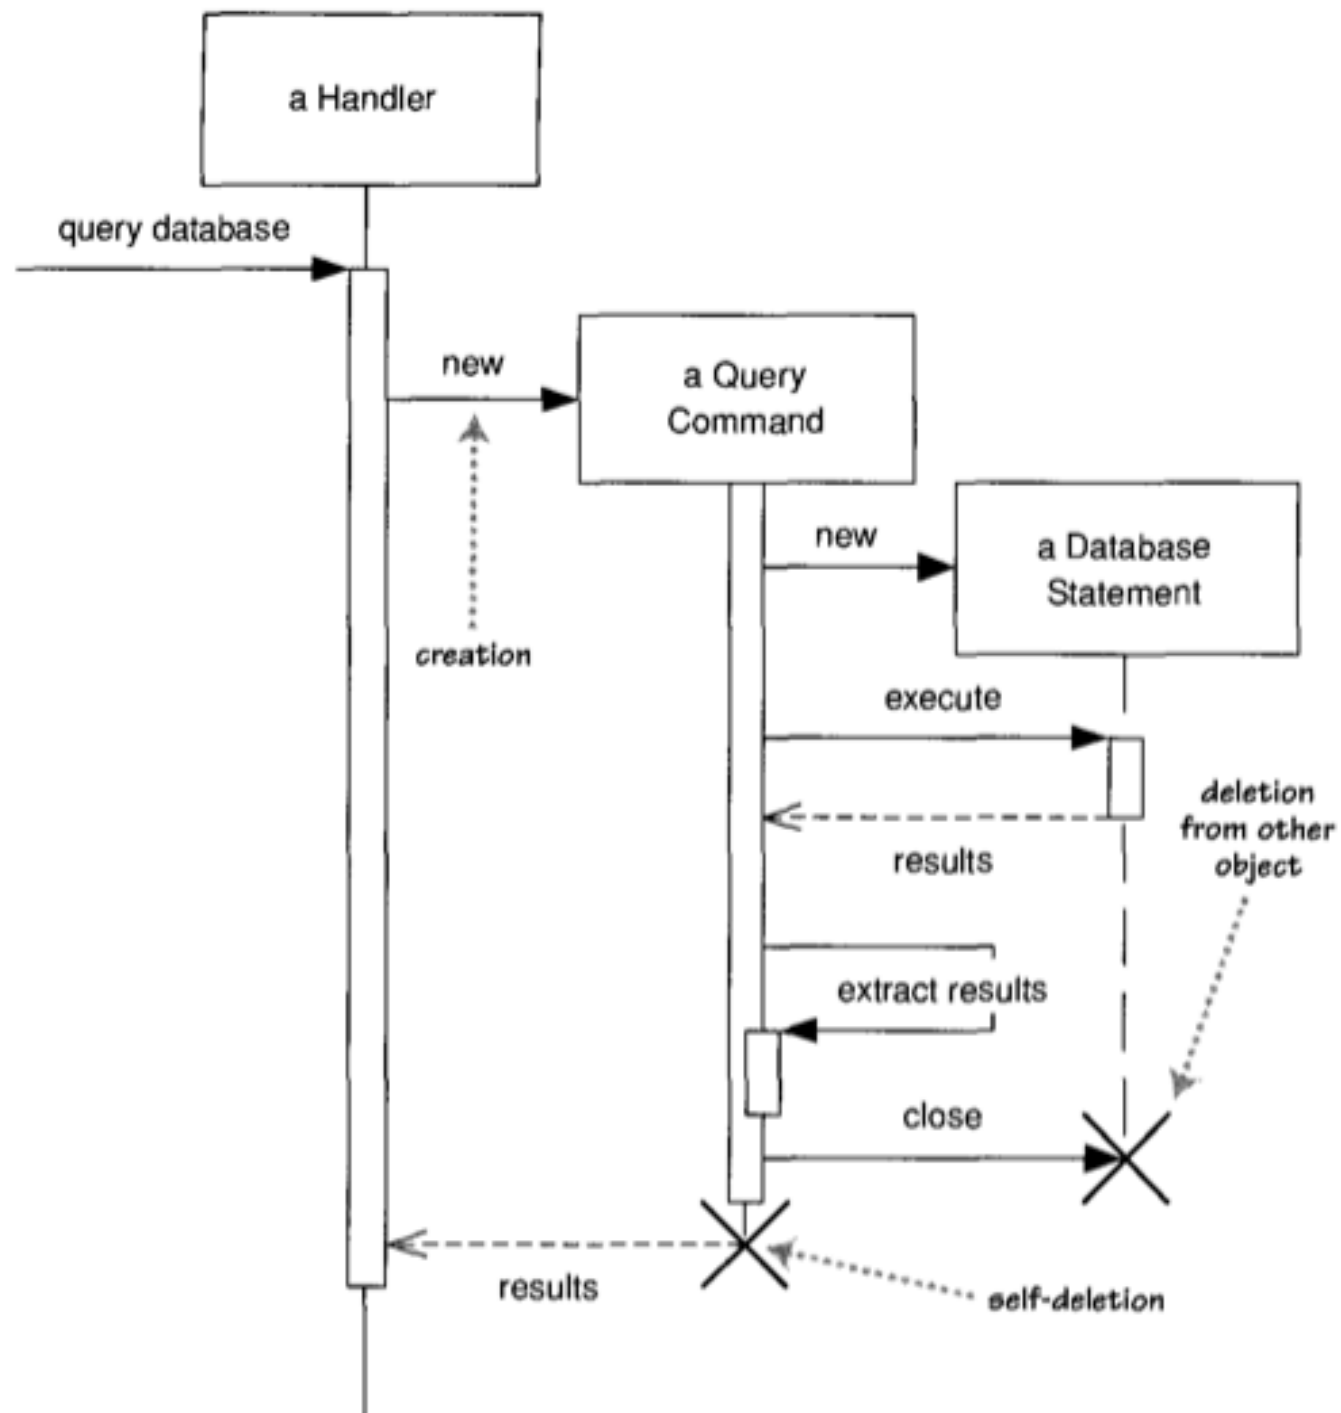 a Handler
query database
new
a Query
Command
new
a Database
Statement
creation
execute
deletion
from other
object
results
extract results
close
results
self-deletion